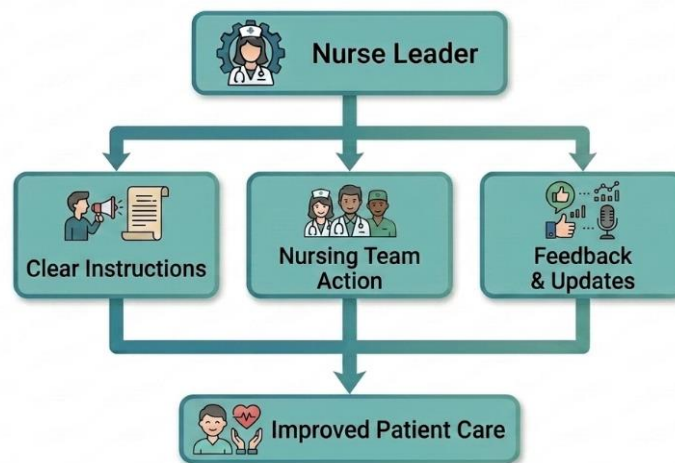 Nurse Leader
Clear Instructions
Nursing Team
Action
Feedback
& Updates
Improved Patient Care